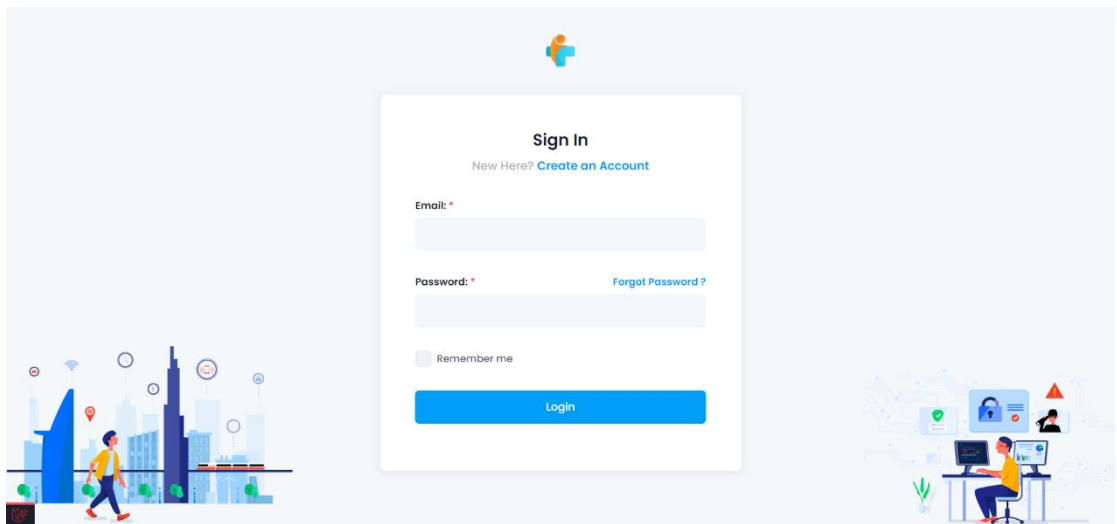 Sign In
New Here? Create an Account
Email: *
Password: * Forgot Password ?
Remember me
Login